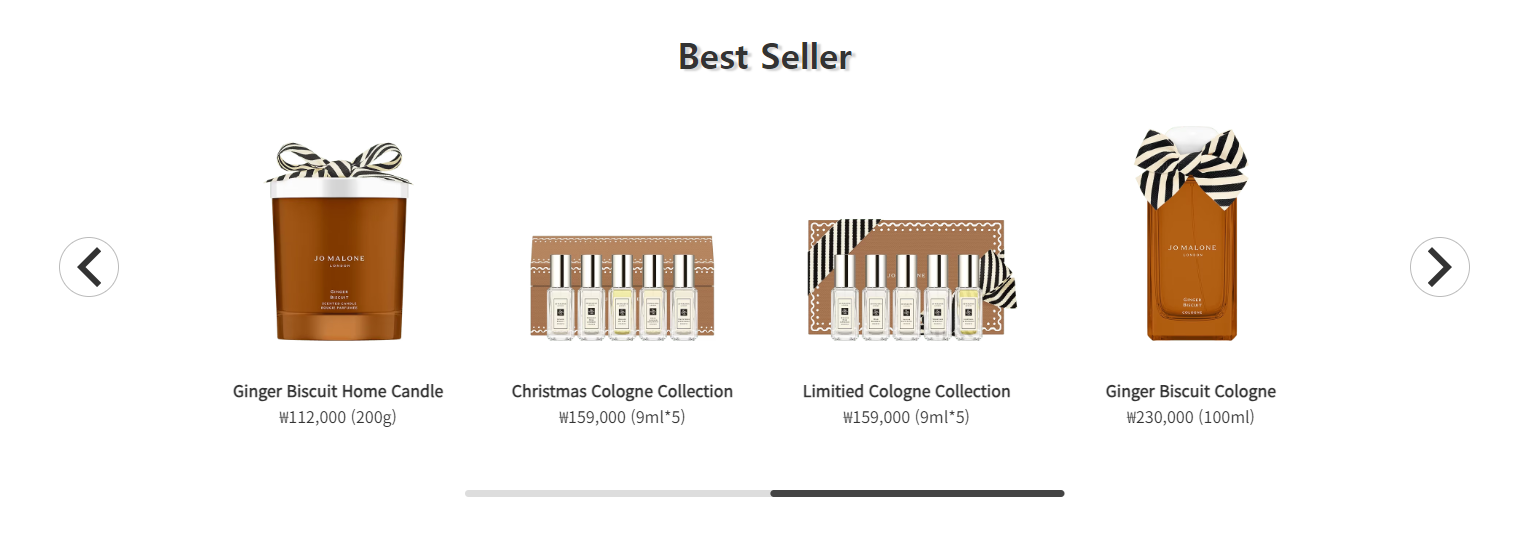 Best Seller
JO MALONE
LONDON
GINGER
BISCUIT
SCENTED CANDLE
BOUGIE PARFUMÉE
JO MALONE
LONDON
GINGER
BISCUIT
COLOGNE
Ginger Biscuit Home Candle
₩112,000 (200g)
Christmas Cologne Collection
₩159,000 (9ml*5)
Limitied Cologne Collection
₩159,000 (9ml*5)
Ginger Biscuit Cologne
₩230,000 (100ml)